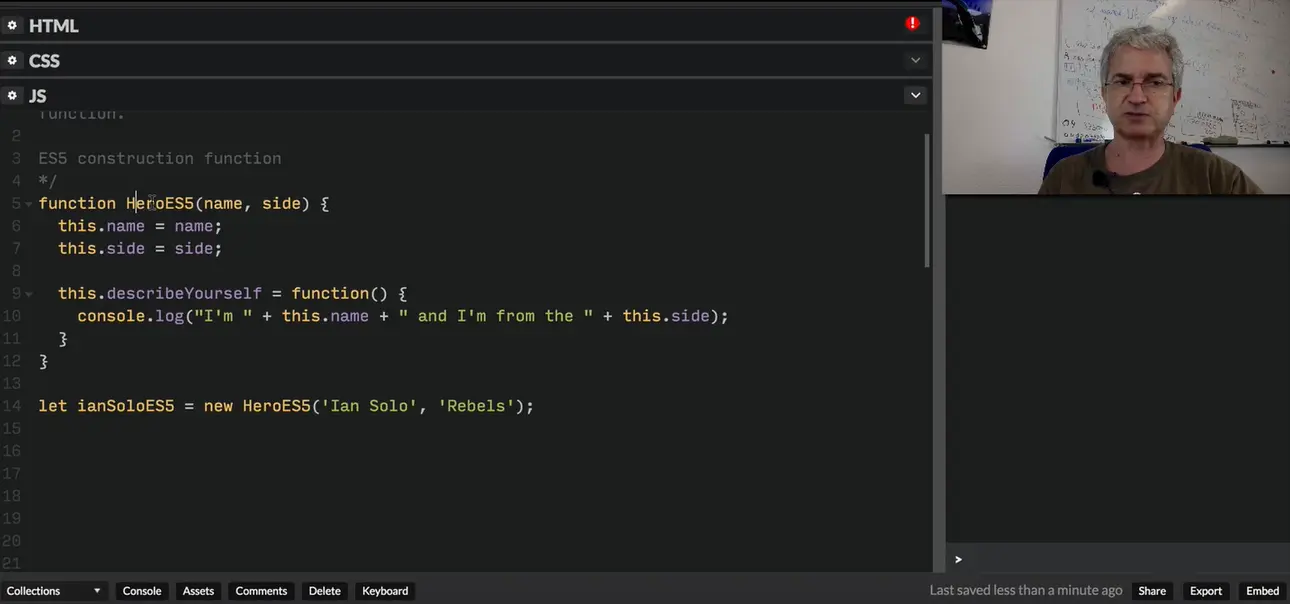 HTML
CSS
JS
function.
2
3 ES5 construction function
4 */
5 function HeroES5(name, side) {
6 this.name = name;
7 this.side = side;
8
9 this.describeYourself = function() {
10 console.log("I'm " + this.name + " and I'm from the " + this.side);
11 }
12 }
13
14 let ianSoloES5 = new HeroES5('Ian Solo', 'Rebels');
15
16
17
18
19
20
21
>
Collections Console Assets Comments Delete Keyboard Last saved less than a minute ago Share Export Embed